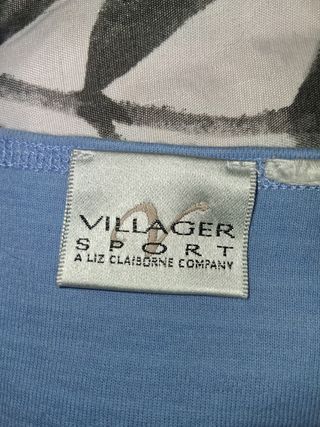 VILLAGER
SPORT
A LIZ CLAIBORNE COMPANY